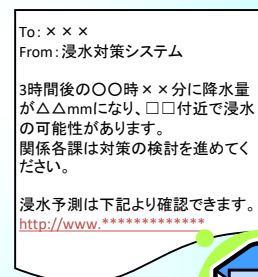 To:×××
From:浸水対策システム
3時間後の〇〇時××分に降水量
が△△mmになり、□□付近で浸水
の可能性があります。
関係各課は対策の検討を進めてく
ださい。
浸水予測は下記より確認できます。
http://www.*************